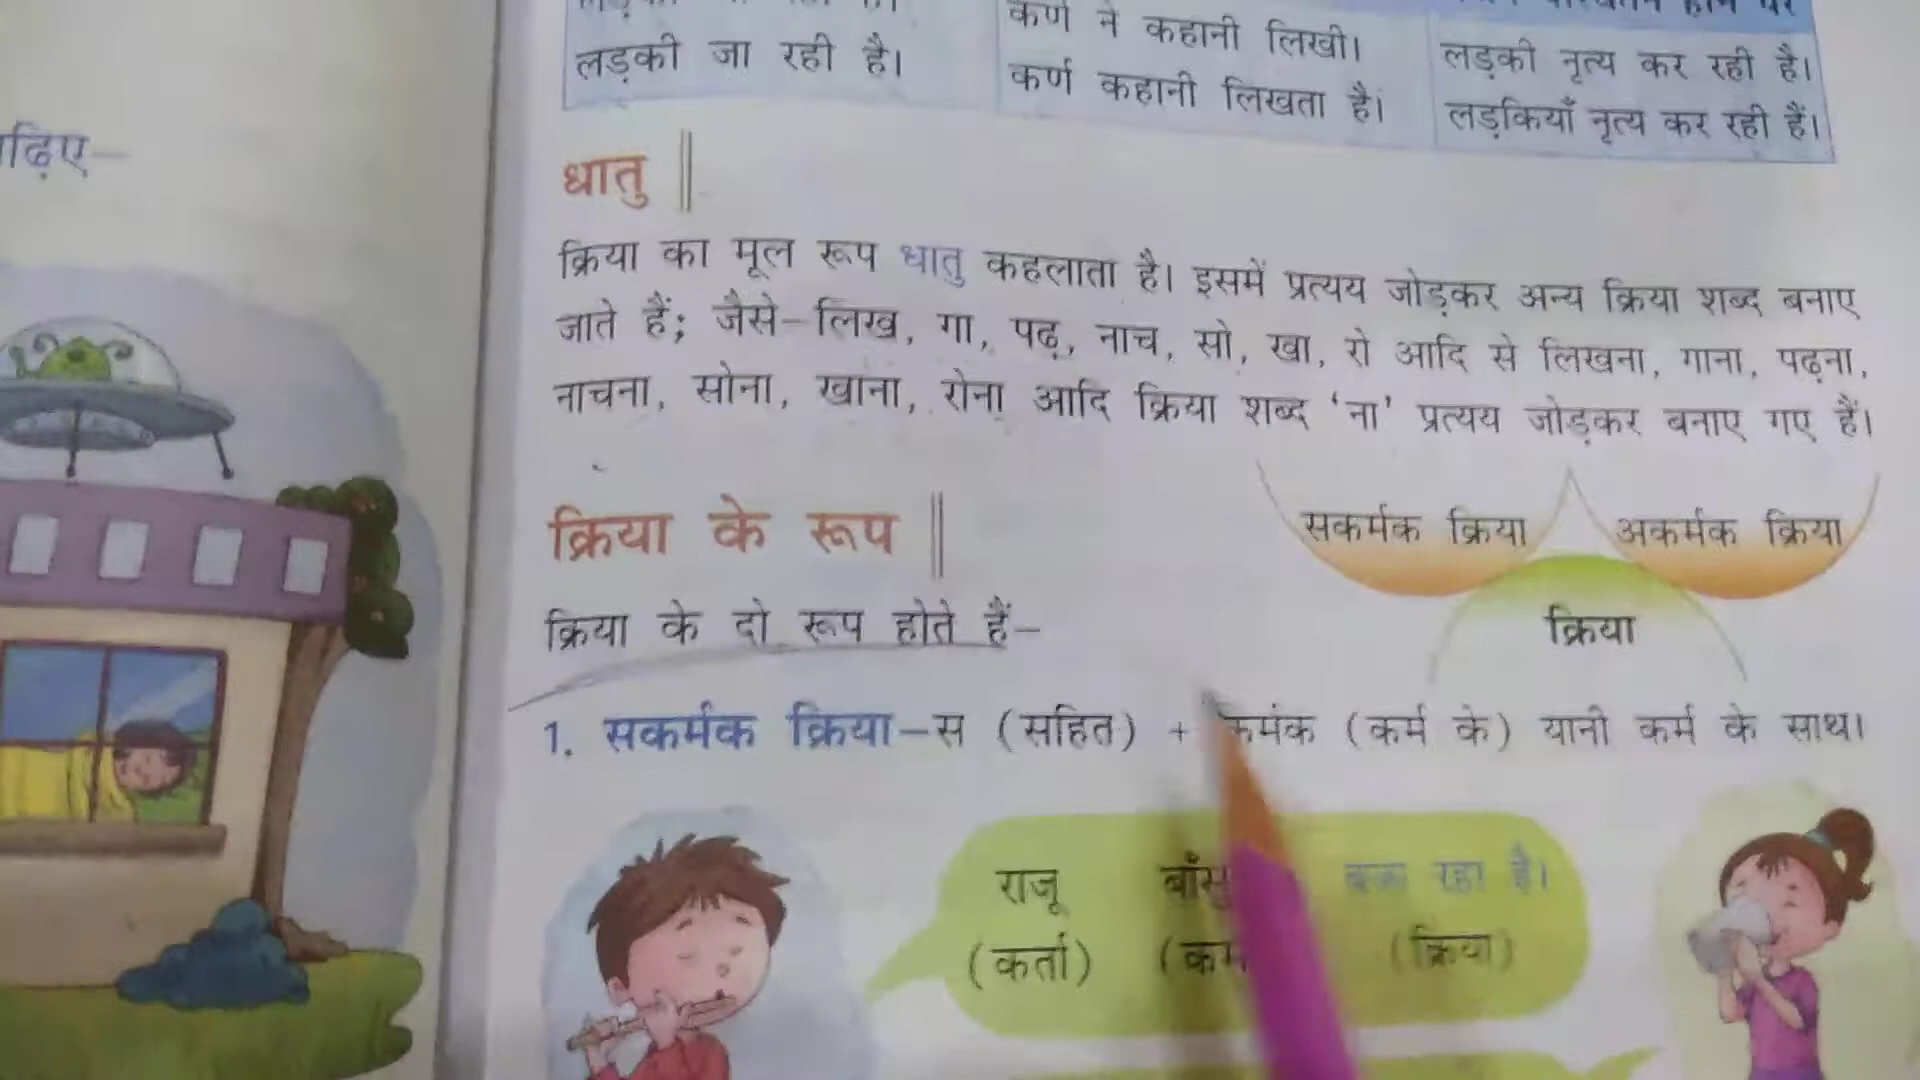 ढ़िए–
लड़की जा रही है।
कर्ण ने कहानी लिखी।
कर्ण कहानी लिखता है।
लड़की नृत्य कर रही है।
लड़कियाँ नृत्य कर रही हैं।
धातु
क्रिया का मूल रूप धातु कहलाता है। इसमें प्रत्यय जोड़कर अन्य क्रिया शब्द बनाए
जाते हैं; जैसे–लिख, गा, पढ़, नाच, सो, खा, रो आदि से लिखना, गाना, पढ़ना,
नाचना, सोना, खाना, रोना आदि क्रिया शब्द ‘ना’ प्रत्यय जोड़कर बनाए गए हैं।
क्रिया के रूप
सकर्मक क्रिया अकर्मक क्रिया
क्रिया
क्रिया के दो रूप होते हैं–
1. सकर्मक क्रिया–स (सहित) + कर्मक (कर्म के) यानी कर्म के साथ।
राजू बाँसु रहा है।
(कर्ता) (कर्म (क्रिया)